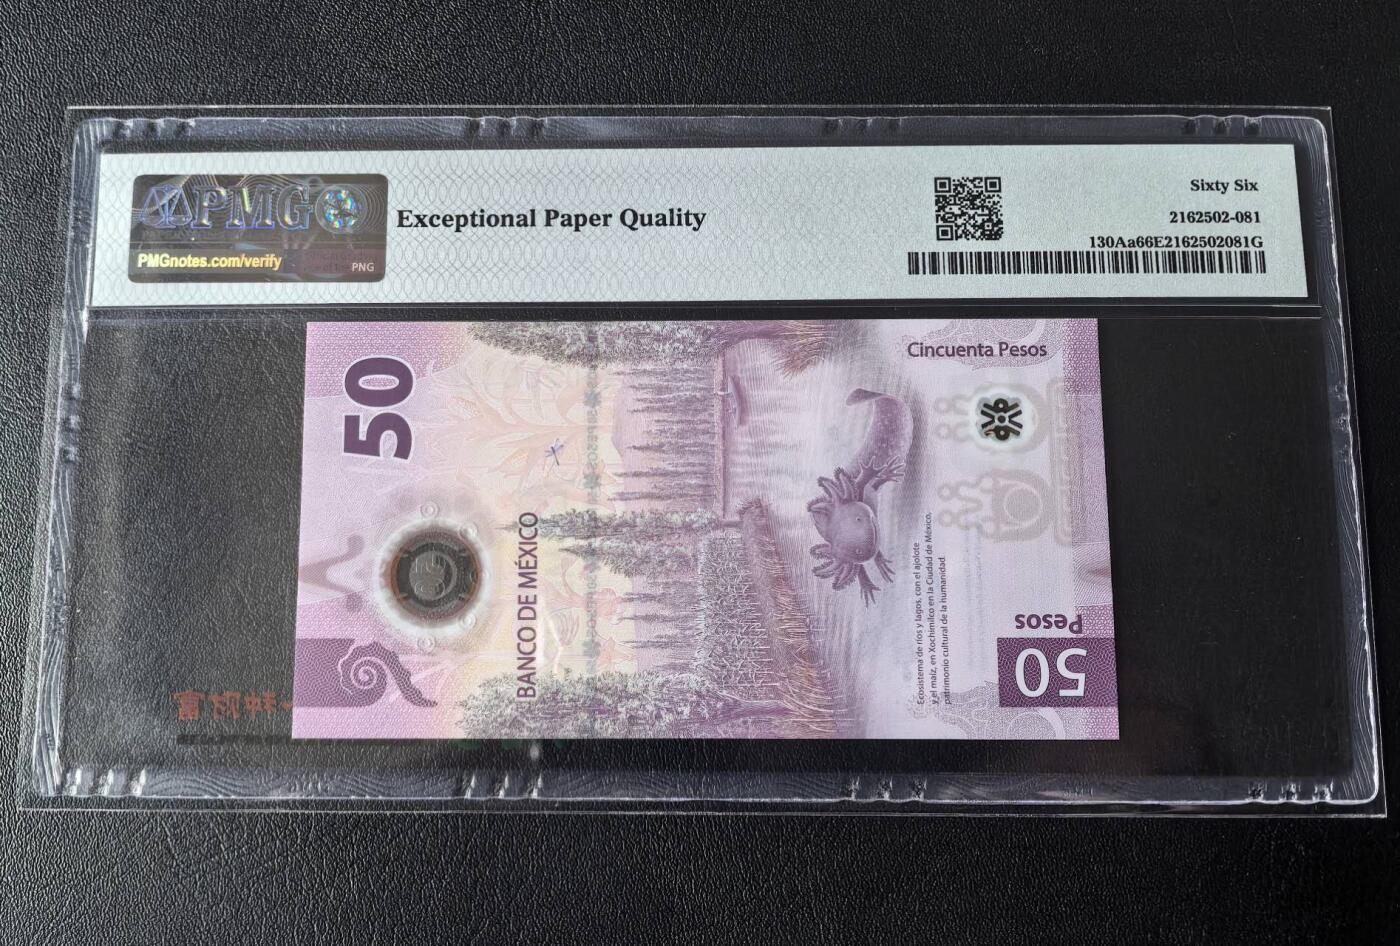 PMG
PMGnotes.com/verify
PNG
Exceptional Paper Quality
Sixty Six
2162502-081
130Aa66E2162502081G
50
BANCO DE MÉXICO
Cincuenta Pesos
Ecosistema de ríos y lagos, con el ajolote
y el maíz, en Xochimilco en la Ciudad de México,
patrimonio cultural de la humanidad.
50
Pesos